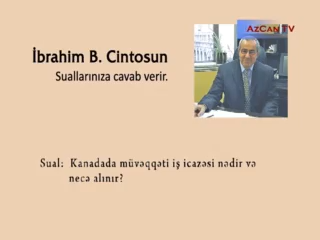 AzCan TV
İbrahim B. Cintosun
Suallarınıza cavab verir.
Sual: Kanadada müvəqqəti iş icazəsi nədir və
necə alınır?